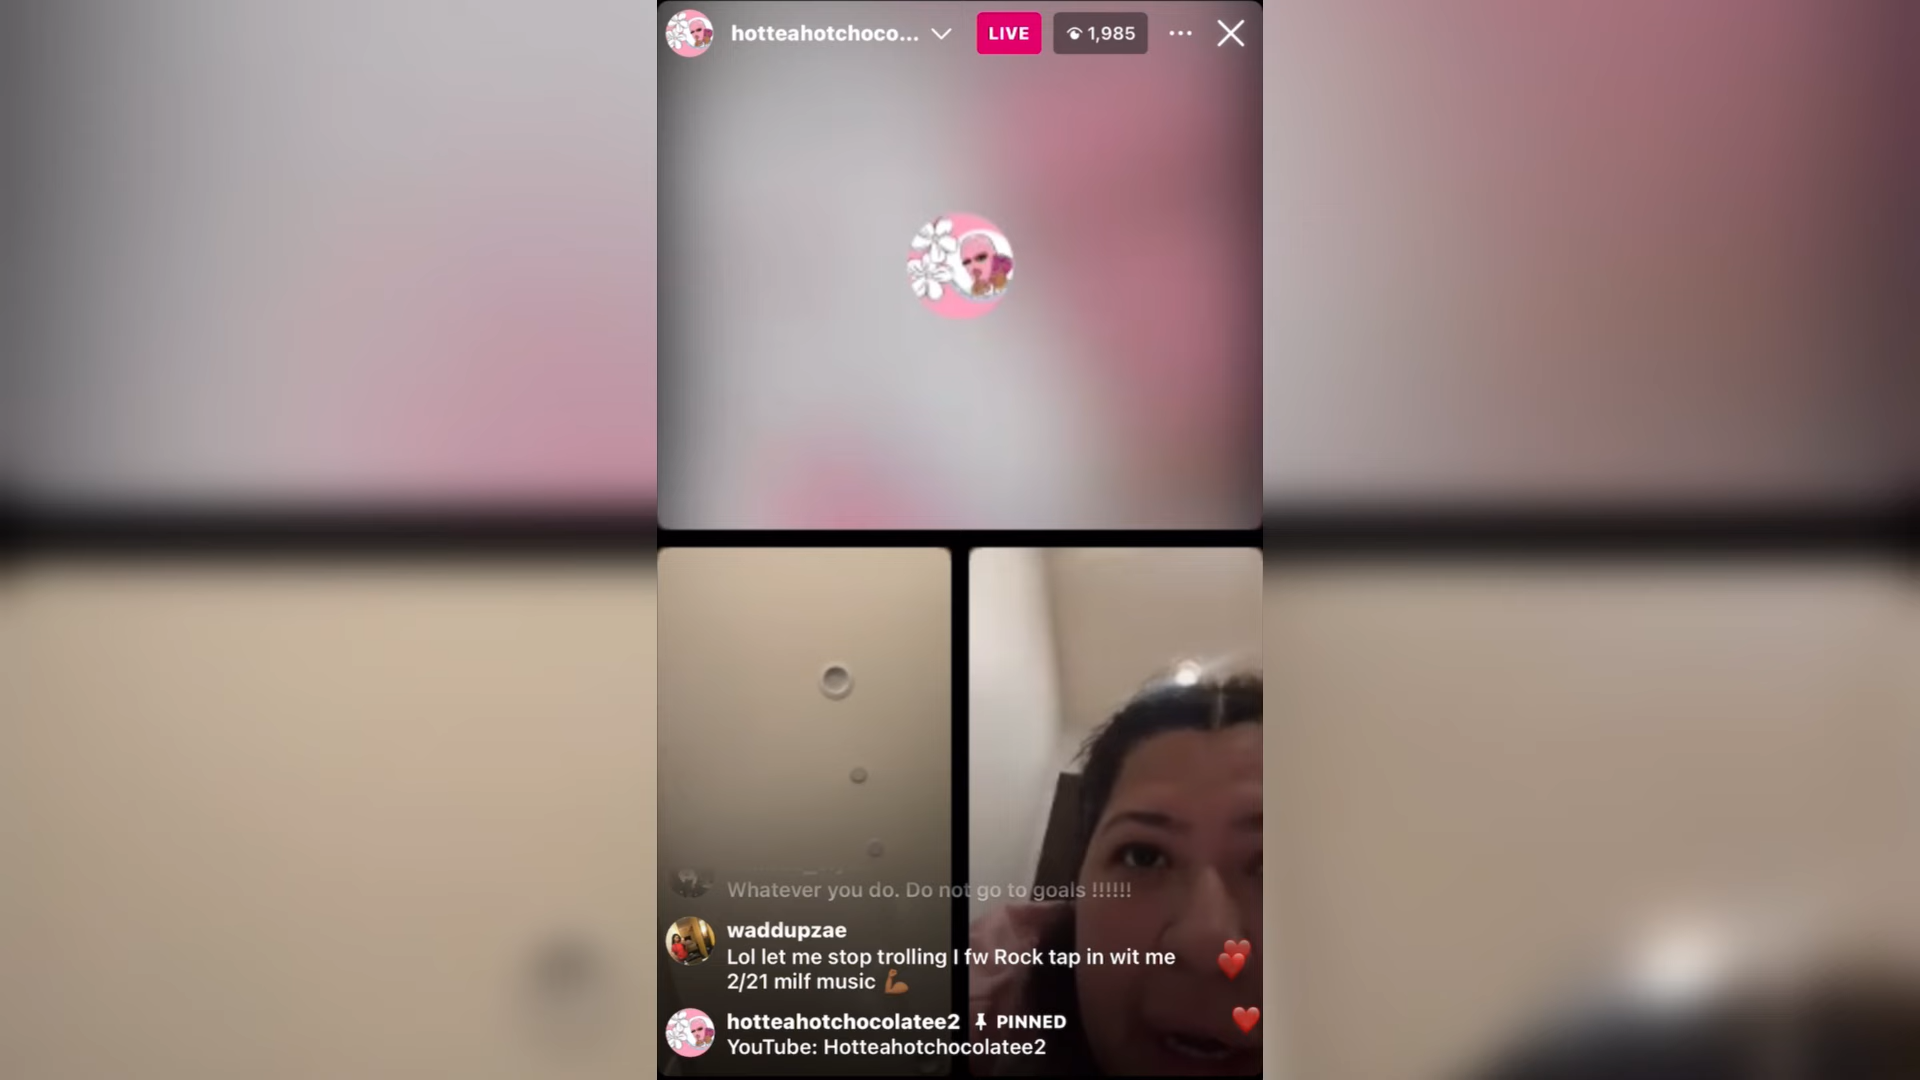 hotteahotchoco...
LIVE
1,985
Whatever you do. Do not go to goals !!!!!!
waddupzae
Lol let me stop trolling I fw Rock tap in wit me
2/21 milf music 💪🏾
hotteahotchocolatee2 PINNED
YouTube: Hotteahotchocolatee2